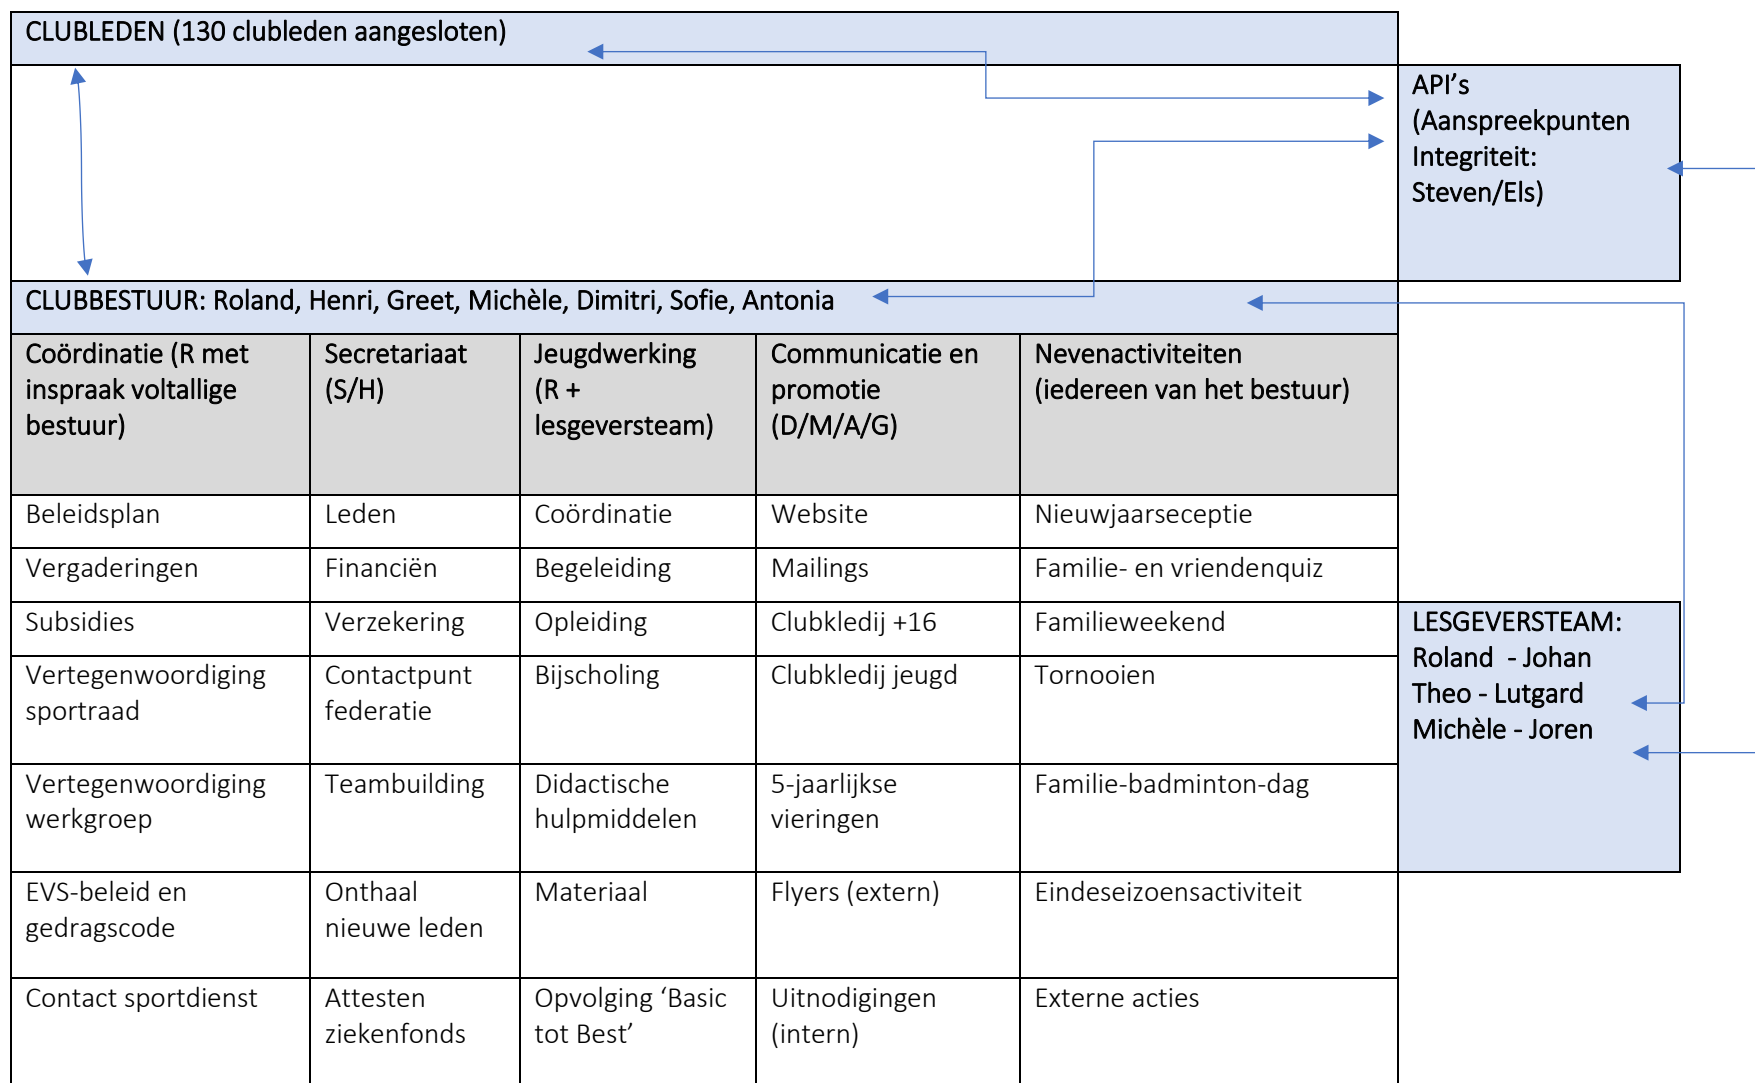 CLUBLEDEN (130 clubleden aangesloten)
API's
(Aanspreekpunten
Integriteit:
Steven/Els)
CLUBBESTUUR: Roland, Henri, Greet, Michèle, Dimitri, Sofie, Antonia
Coördinatie (R met
inspraak voltallige
bestuur)
Secretariaat
(S/H)
Jeugdwerking
(R +
lesgeversteam)
Communicatie en
promotie
(D/M/A/G)
Nevenactiviteiten
(iedereen van het bestuur)
Beleidsplan
Leden
Coördinatie
Website
Nieuwjaarseceptie
Vergaderingen
Financiën
Begeleiding
Mailings
Familie- en vriendenquiz
Subsidies
Verzekering
Opleiding
Clubkledij +16
Familieweekend
LESGEVERSTEAM:
Roland - Johan
Theo - Lutgard
Michèle - Joren
Vertegenwoordiging
sportraad
Contactpunt
federatie
Bijscholing
Clubkledij jeugd
Tornooien
Vertegenwoordiging
werkgroep
Teambuilding
Didactische
hulpmiddelen
5-jaarlijkse
vieringen
Familie-badminton-dag
EVS-beleid en
gedragscode
Onthaal
nieuwe leden
Materiaal
Flyers (extern)
Eindeseizoensactiviteit
Contact sportdienst
Attesten
ziekenfonds
Opvolging ‘Basic
tot Best’
Uitnodigingen
(intern)
Externe acties